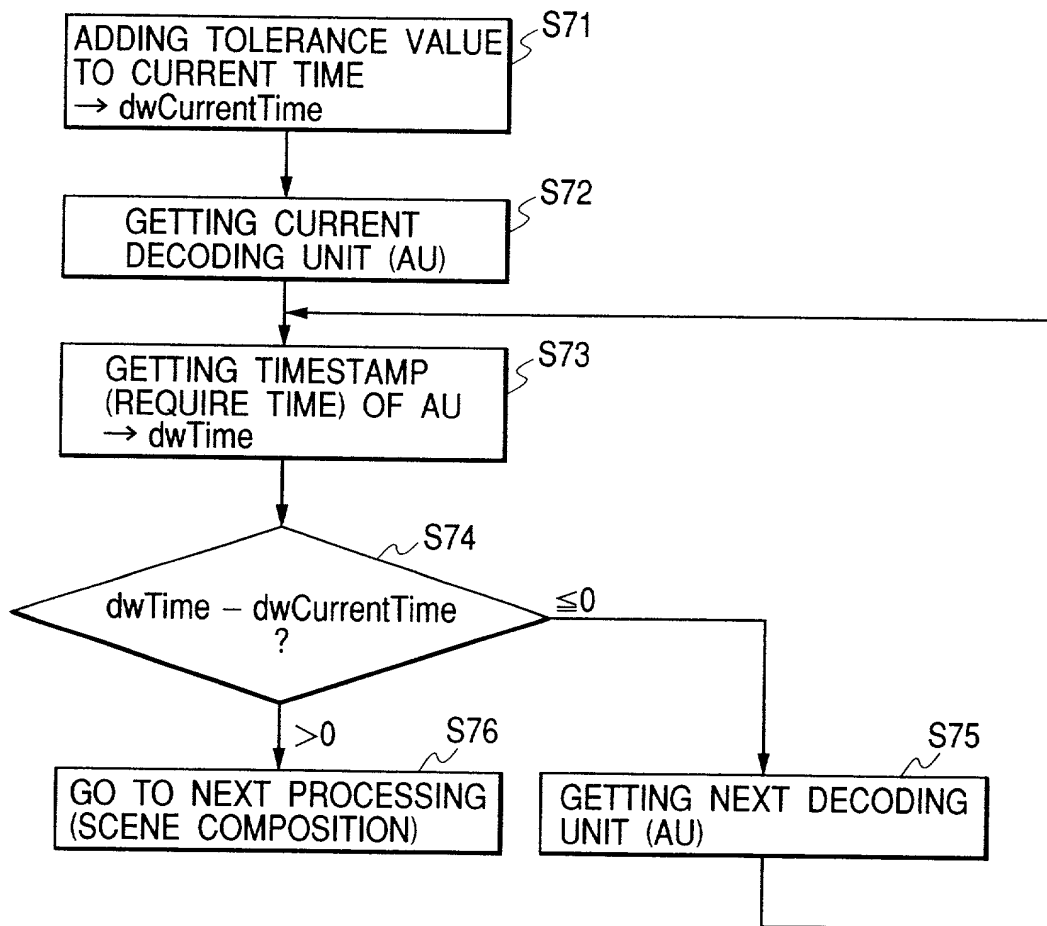 S71
ADDING TOLERANCE VALUE
TO CURRENT TIME
→ dwCurrentTime
S72
GETTING CURRENT
DECODING UNIT (AU)
S73
GETTING TIMESTAMP
(REQUIRE TIME) OF AU
→ dwTime
S74
dwTime – dwCurrentTime
?
≦0
>0
S76
GO TO NEXT PROCESSING
(SCENE COMPOSITION)
S75
GETTING NEXT DECODING
UNIT (AU)